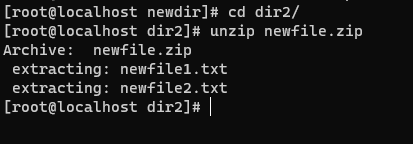 [root@localhost newdir]# cd dir2/
[root@localhost dir2]# unzip newfile.zip
Archive:  newfile.zip
 extracting: newfile1.txt
 extracting: newfile2.txt
[root@localhost dir2]#